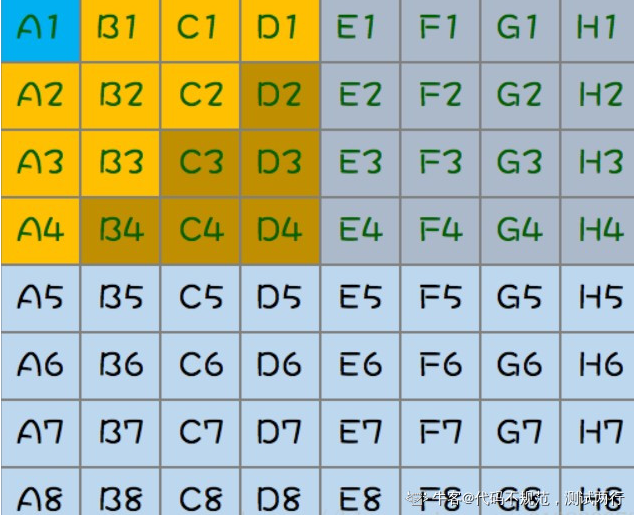 A1 B1 C1 D1 E1 F1 G1 H1
A2 B2 C2 D2 E2 F2 G2 H2
A3 B3 C3 D3 E3 F3 G3 H3
A4 B4 C4 D4 E4 F4 G4 H4
A5 B5 C5 D5 E5 F5 G5 H5
A6 B6 C6 D6 E6 F6 G6 H6
A7 B7 C7 D7 E7 F7 G7 H7
A8 B8 C8 D8 E8 F8 G8 H8
牛客@代码不规范，测试两行